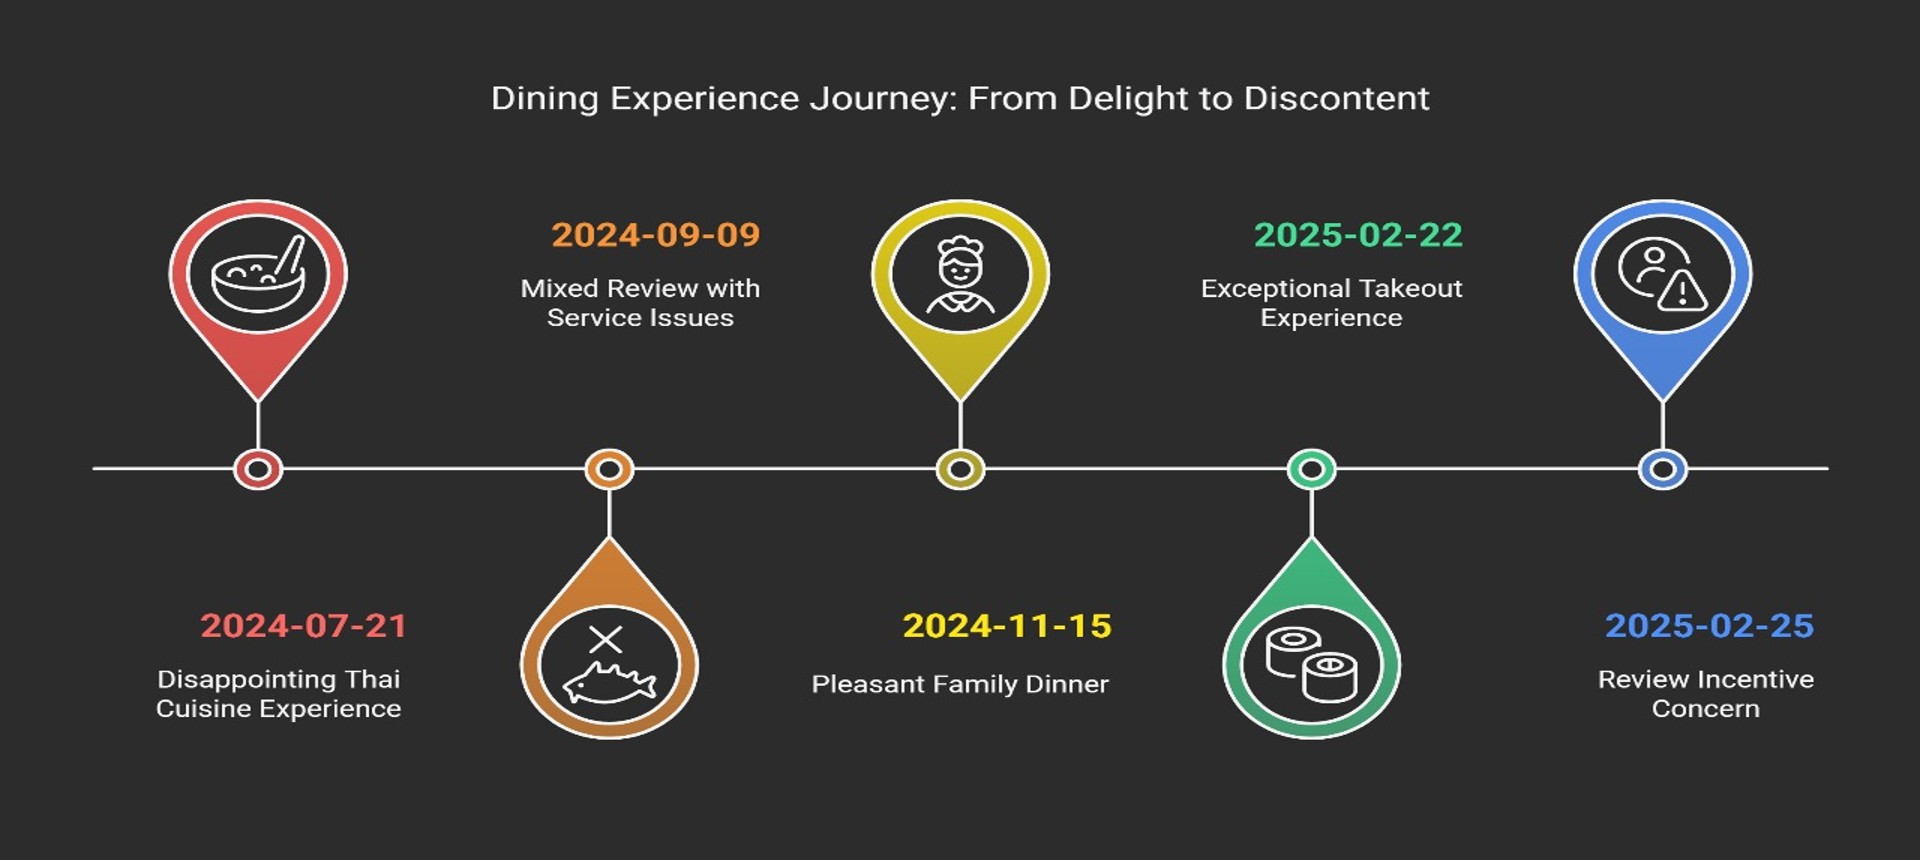 Dining Experience Journey: From Delight to Discontent
2024-07-21
Disappointing Thai
Cuisine Experience
2024-09-09
Mixed Review with
Service Issues
2024-11-15
Pleasant Family Dinner
2025-02-22
Exceptional Takeout
Experience
2025-02-25
Review Incentive
Concern